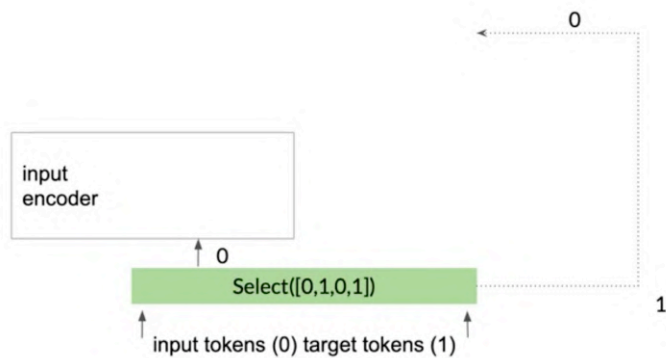 0
input
encoder
0
Select([0,1,0,1])
1
input tokens (0) target tokens (1)